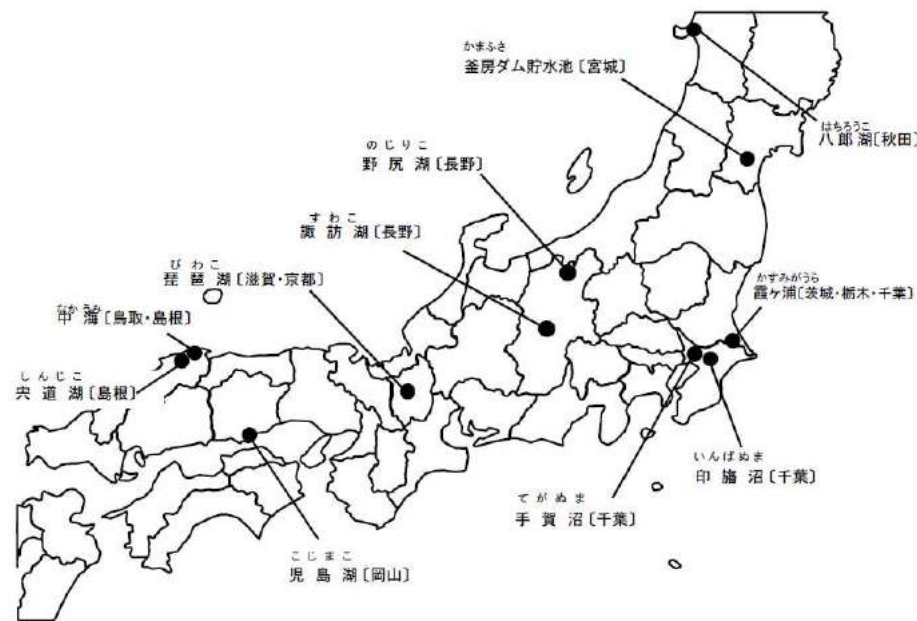 かまふさ
釜房ダム貯水池〔宮城〕
はちろうこ
八郎湖〔秋田〕
のじりこ
野尻湖〔長野〕
すわこ
諏訪湖〔長野〕
びわこ
琵琶湖〔滋賀・京都〕
かすみがうら
霞ヶ浦〔茨城・栃木・千葉〕
なかうみ
中海〔鳥取・島根〕
しんじこ
宍道湖〔島根〕
いんばぬま
印旛沼〔千葉〕
てがぬま
手賀沼〔千葉〕
こじまこ
児島湖〔岡山〕